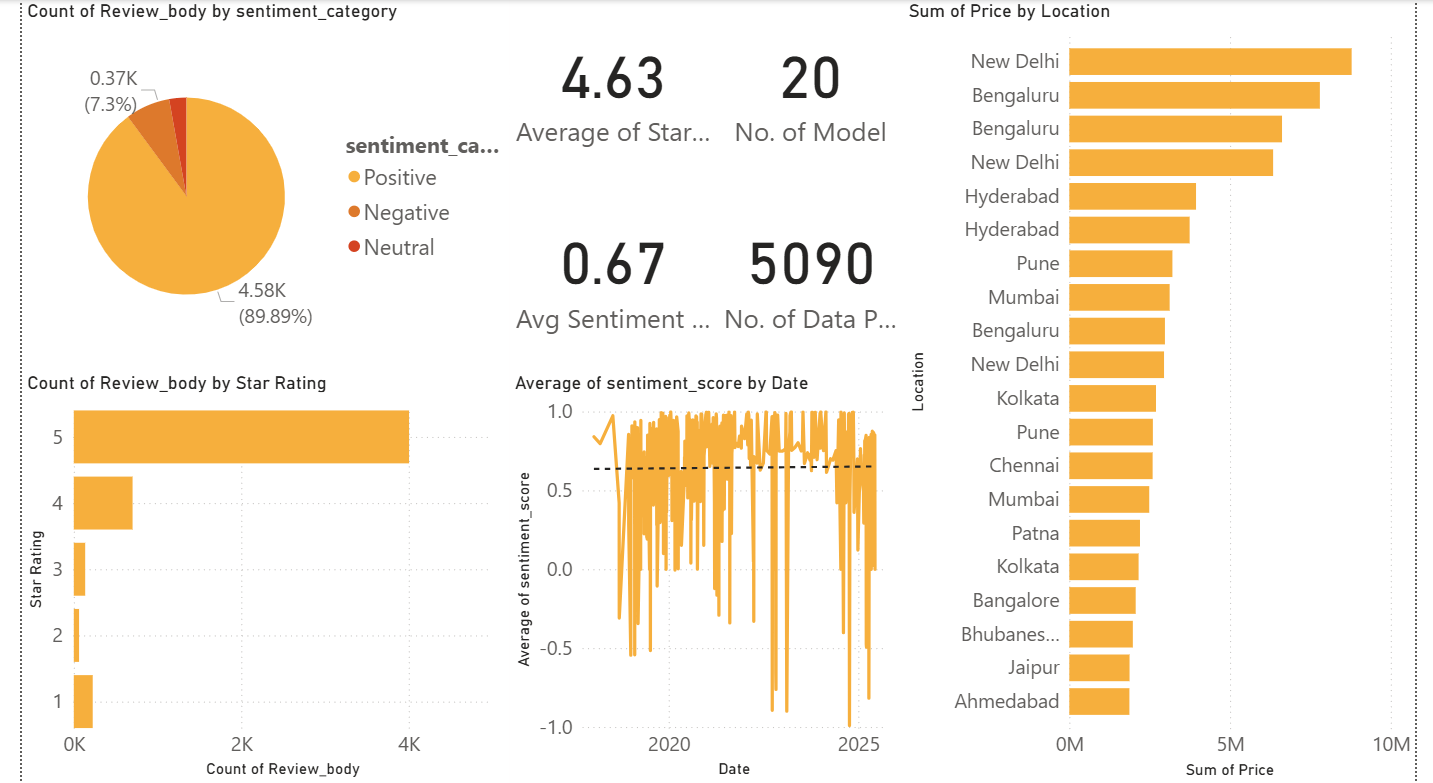 Count of Review_body by sentiment_category
0.37K
(7.3%)
4.58K
(89.89%)
sentiment_ca...
Positive
Negative
Neutral
4.63
Average of Star...
20
No. of Model
0.67
Avg Sentiment ...
5090
No. of Data P...
Count of Review_body by Star Rating
Star Rating
5
4
3
2
1
0K 2K 4K
Count of Review_body
Average of sentiment_score by Date
Average of sentiment_score
1.0
0.5
0.0
-0.5
-1.0
2020 2025
Date
Sum of Price by Location
Location
New Delhi
Bengaluru
Bengaluru
New Delhi
Hyderabad
Hyderabad
Pune
Mumbai
Bengaluru
New Delhi
Kolkata
Pune
Chennai
Mumbai
Patna
Kolkata
Bangalore
Bhubanes...
Jaipur
Ahmedabad
0M 5M 10M
Sum of Price